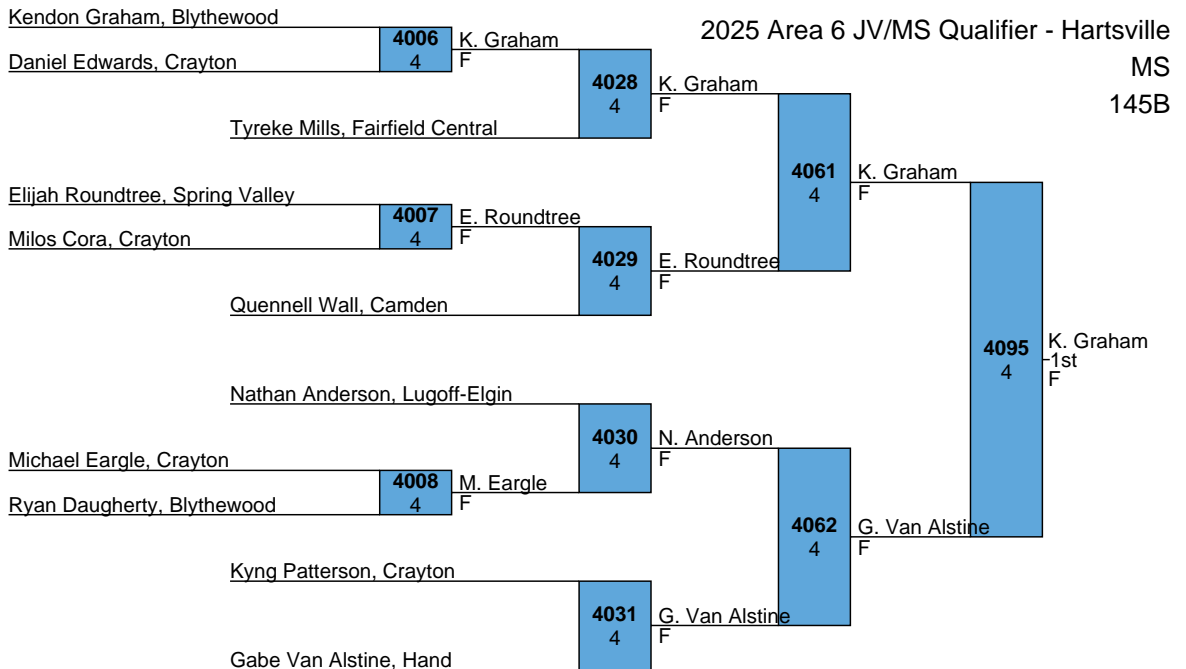 2025 Area 6 JV/MS Qualifier - Hartsville
MS
145B
Kendon Graham, Blythewood
Daniel Edwards, Crayton
4006
4
K. Graham
F
Tyreke Mills, Fairfield Central
4028
4
K. Graham
F
Elijah Roundtree, Spring Valley
Milos Cora, Crayton
4007
4
E. Roundtree
F
Quennell Wall, Camden
4029
4
E. Roundtree
F
4061
4
K. Graham
F
Nathan Anderson, Lugoff-Elgin
Michael Eargle, Crayton
Ryan Daugherty, Blythewood
4008
4
M. Eargle
F
4030
4
N. Anderson
F
Kyng Patterson, Crayton
Gabe Van Alstine, Hand
4031
4
G. Van Alstine
F
4062
4
G. Van Alstine
F
4095
4
K. Graham
1st
F